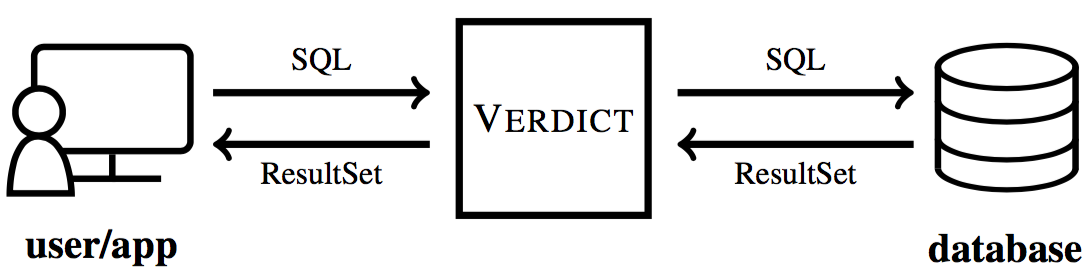 SQL
SQL
VERDICT
ResultSet
ResultSet
user/app
database